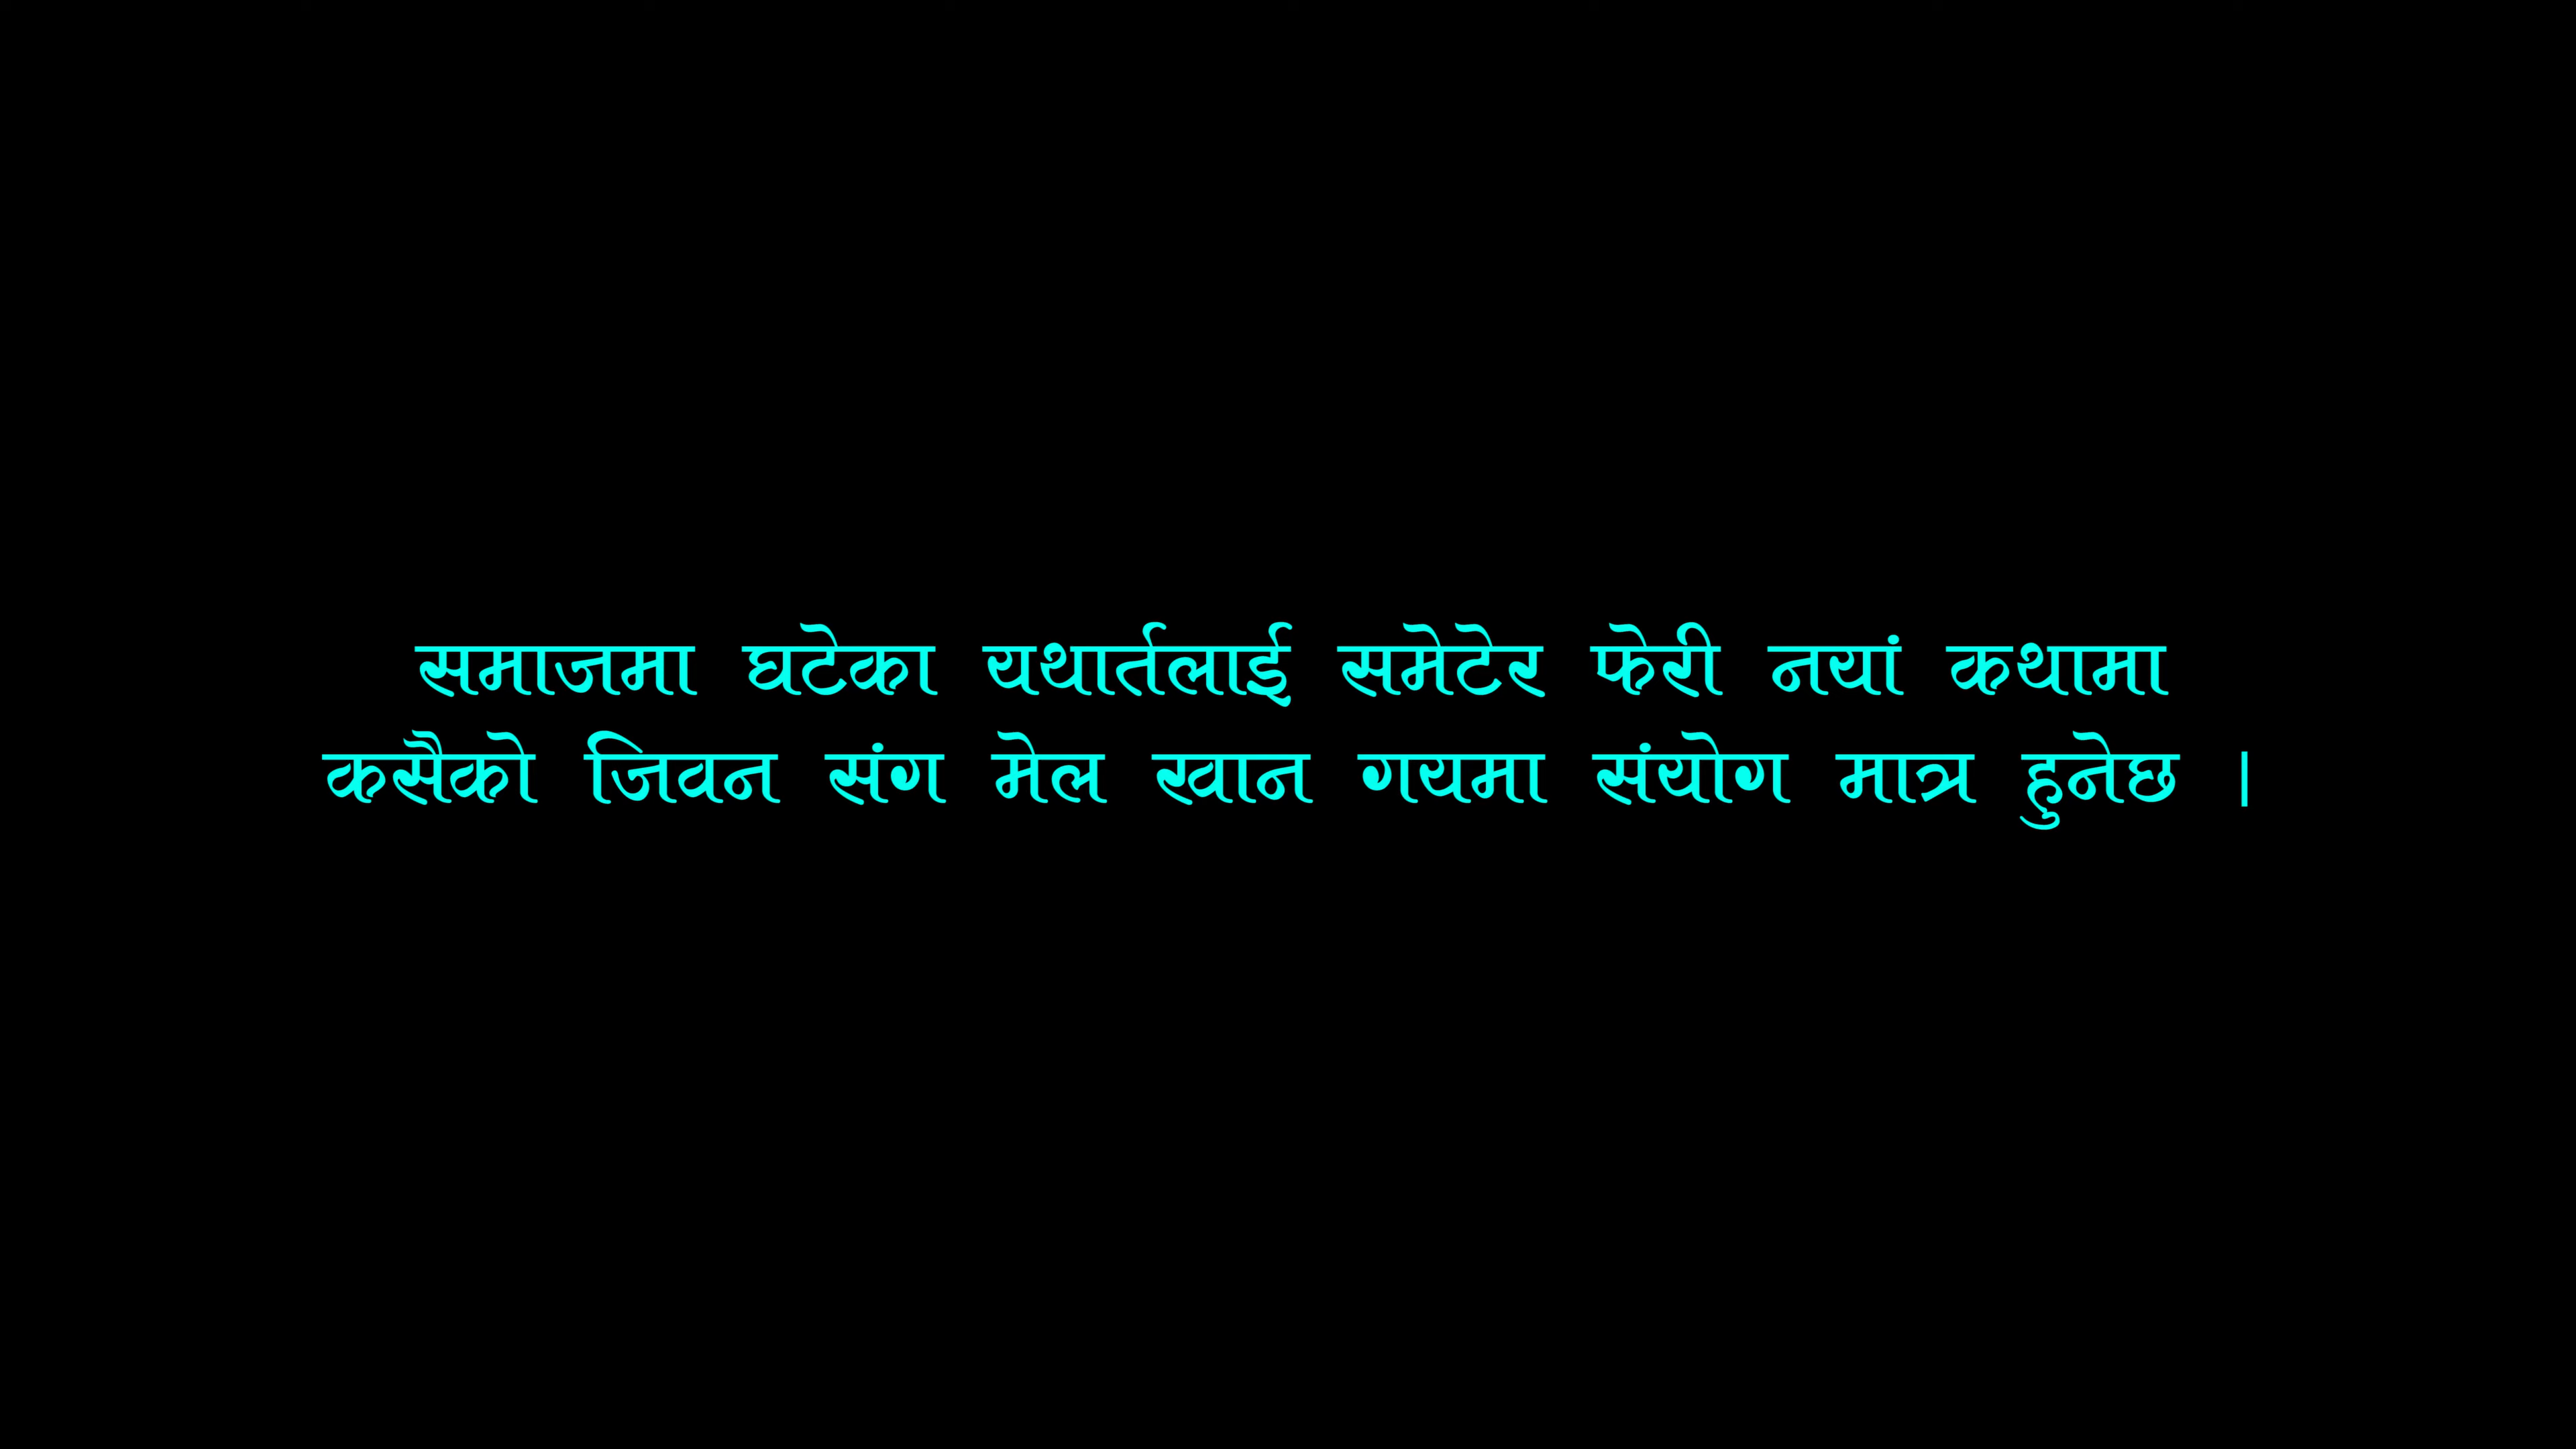 समाजमा घटेका यथार्तलाई समेटेर फेरी नयां कथामा
कसैको जिवन संग मेल खान गयमा संयोग मात्र हुनेछ ।